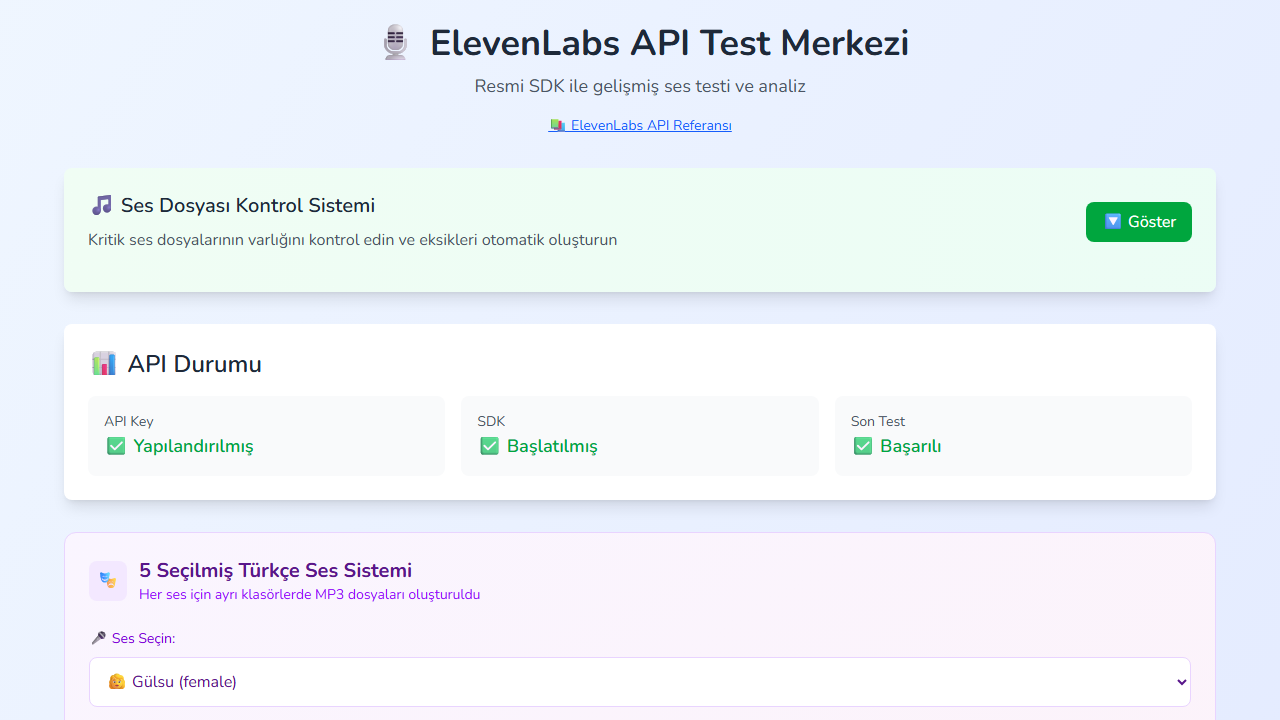 ElevenLabs API Test Merkezi
Resmi SDK ile gelişmiş ses testi ve analiz
ElevenLabs API Referansı
Ses Dosyası Kontrol Sistemi
Kritik ses dosyalarının varlığını kontrol edin ve eksikleri otomatik oluşturun
Göster
API Durumu
API Key
Yapılandırılmış
SDK
Başlatılmış
Son Test
Başarılı
5 Seçilmiş Türkçe Ses Sistemi
Her ses için ayrı klasörlerde MP3 dosyaları oluşturuldu
Ses Seçin:
Gülsu (female)